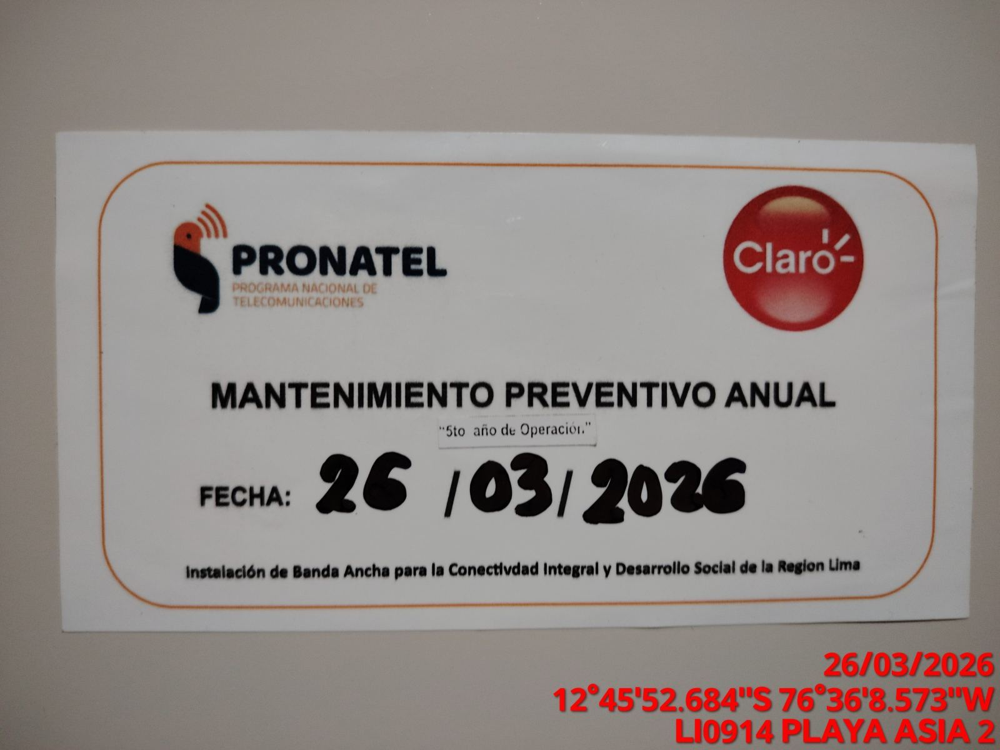 PRONATEL
PROGRAMA NACIONAL DE
TELECOMUNICACIONES
Claro
MANTENIMIENTO PREVENTIVO ANUAL
"5to año de Operación."
FECHA: 26 / 03 / 2026
Instalación de Banda Ancha para la Conectivdad Integral y Desarrollo Social de la Region Lima
26/03/2026
12°45'52.684"S 76°36'8.573"W
LI0914 PLAYA ASIA 2